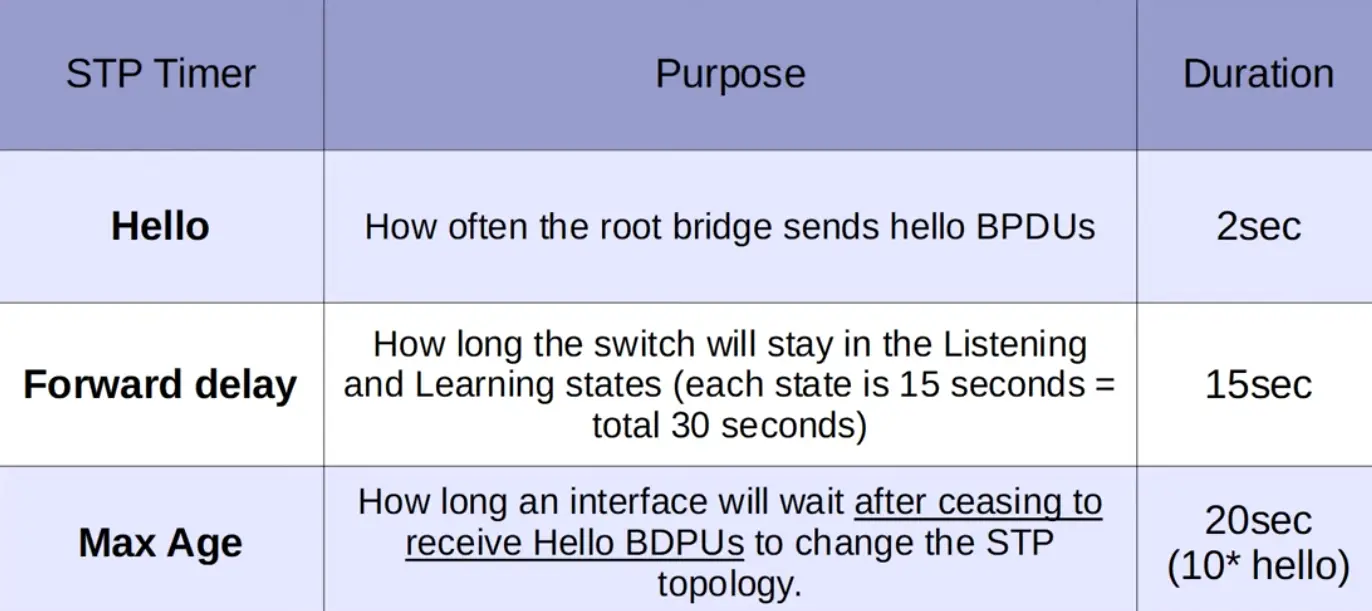 STP Timer
Purpose
Duration
Hello
How often the root bridge sends hello BPDUs
2sec
Forward delay
How long the switch will stay in the Listening
and Learning states (each state is 15 seconds =
total 30 seconds)
15sec
Max Age
How long an interface will wait after ceasing to
receive Hello BDPUs to change the STP
topology.
20sec
(10* hello)